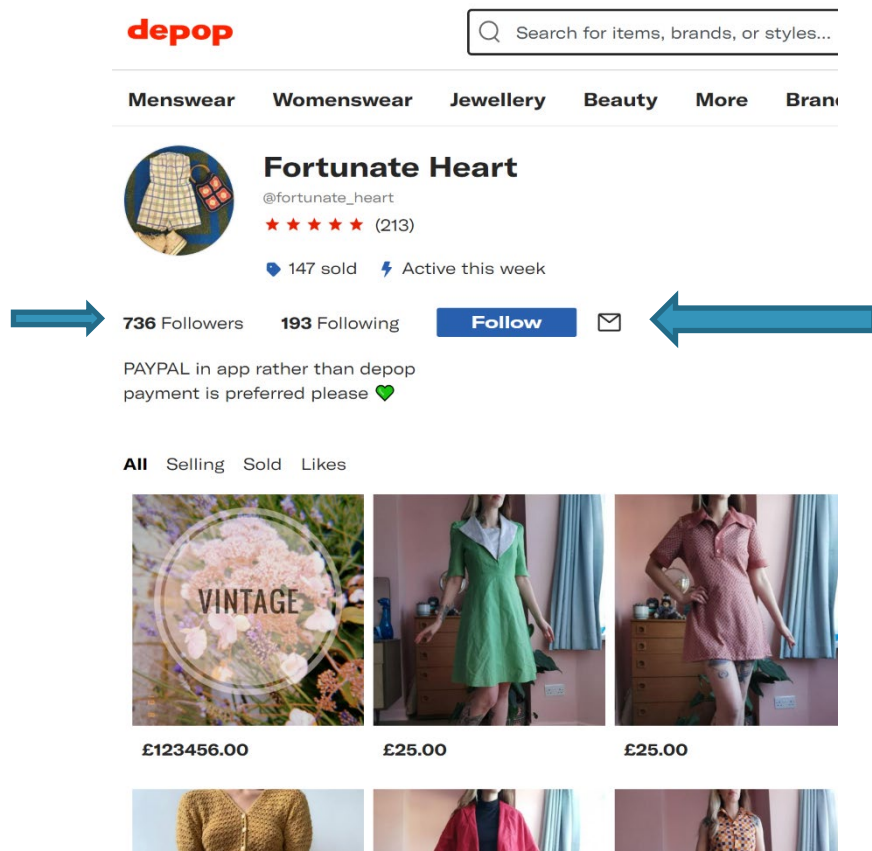 depop
Search for items, brands, or styles...
Menswear Womenswear Jewellery Beauty More Bran
Fortunate Heart
@fortunate_heart
(213)
147 sold Active this week
736 Followers 193 Following Follow
PAYPAL in app rather than depop
payment is preferred please 💚
All Selling Sold Likes
VINTAGE
£123456.00 £25.00 £25.00